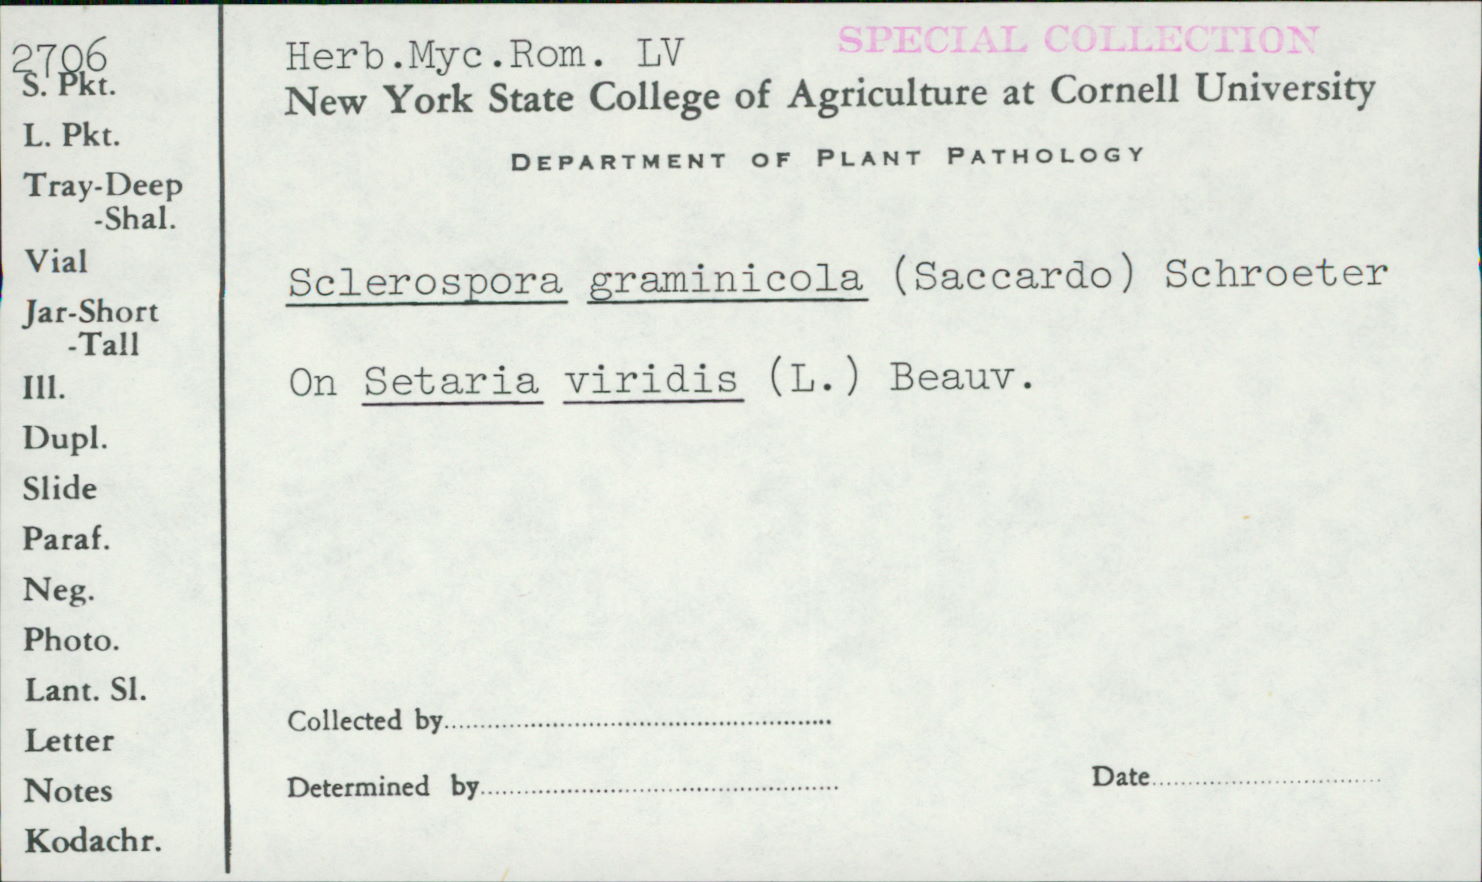 2706
S. Pkt.
L. Pkt.
Tray-Deep
-Shal.
Vial
Jar-Short
-Tall
Ill.
Dupl.
Slide
Paraf.
Neg.
Photo.
Lant. Sl.
Letter
Notes
Kodachr.
Herb.Myc.Rom. LV
SPECIAL COLLECTION
New York State College of Agriculture at Cornell University
DEPARTMENT OF PLANT PATHOLOGY
Sclerospora graminicola (Saccardo) Schroeter
On Setaria viridis (L.) Beauv.
Collected by
Determined by
Date